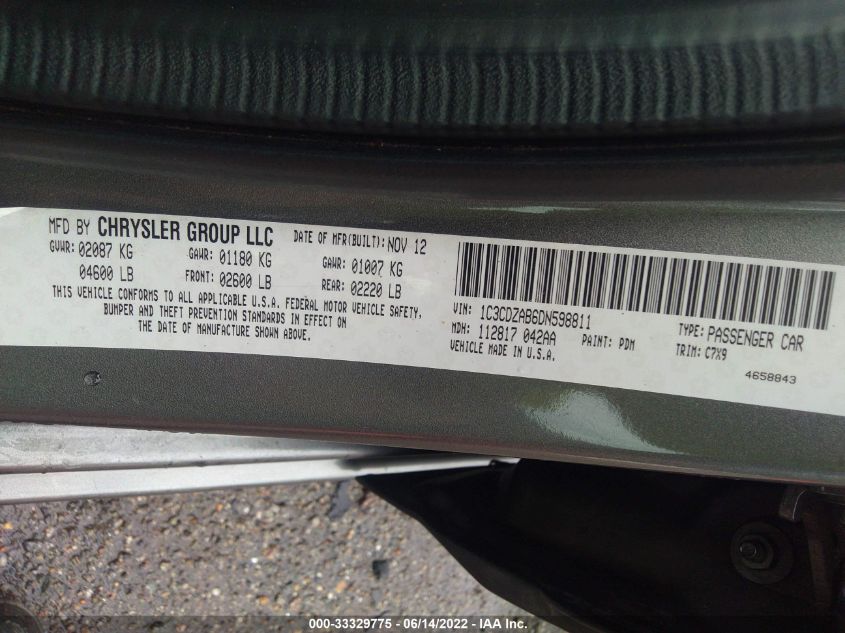 MFD BY CHRYSLER GROUP LLC DATE OF MFR(BUILT): NOV 12
GVWR: 02087 KG GAWR: 01180 KG GAWR: 01007 KG
04600 LB FRONT: 02600 LB REAR: 02220 LB
THIS VEHICLE CONFORMS TO ALL APPLICABLE U.S.A. FEDERAL MOTOR VEHICLE SAFETY,
BUMPER AND THEFT PREVENTION STANDARDS IN EFFECT ON
THE DATE OF MANUFACTURE SHOWN ABOVE.
VIN: 1C3CDZAB6DN598811 TYPE: PASSENGER CAR
MDH: 112817 042AA PAINT: PDM TRIM: C7X9
VEHICLE MADE IN U.S.A. 4658843
000-33329775 - 06/14/2022 - IAA Inc.